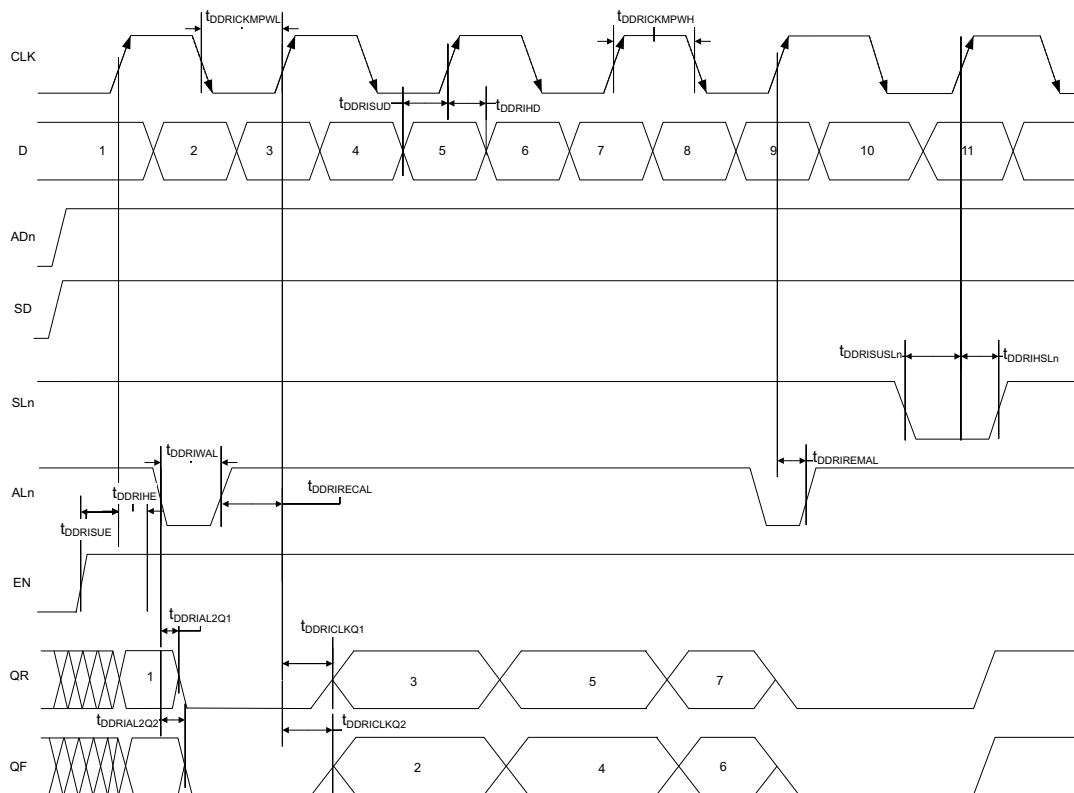 tDDRICKMPWL
tDDRICKMPWH
CLK
tDDRISUD
tDDRIHD
D
1 2 3 4 5 6 7 8 9 10 11
ADn
SD
tDDRISUSLn
tDDRIHSLn
SLn
tDDRIWAL
tDDRIREMAL
ALn
tDDRIHE
tDDRIRECAL
tDDRISUE
EN
tDDRIAL2Q1
tDDRICLKQ1
QR
1 3 5 7
tDDRIAL2Q2
tDDRICLKQ2
QF
2 4 6